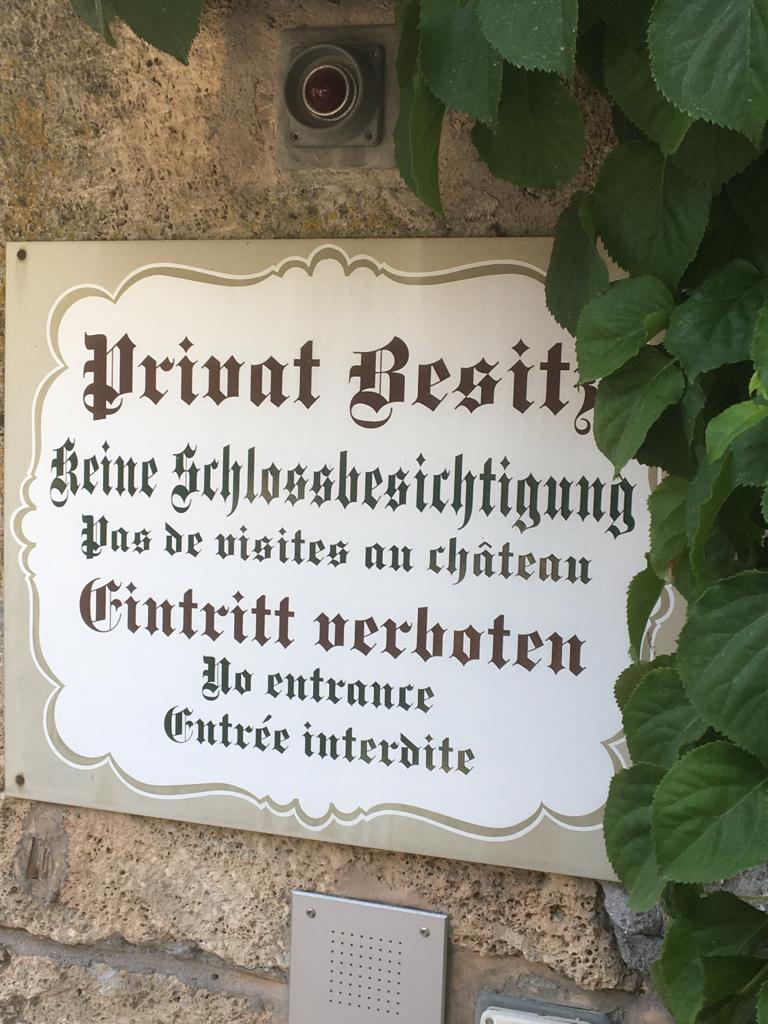 Privat Besitz
Keine Schlossbesichtigung
Pas de visites au château
Eintritt verboten
No entrance
Entrée interdite